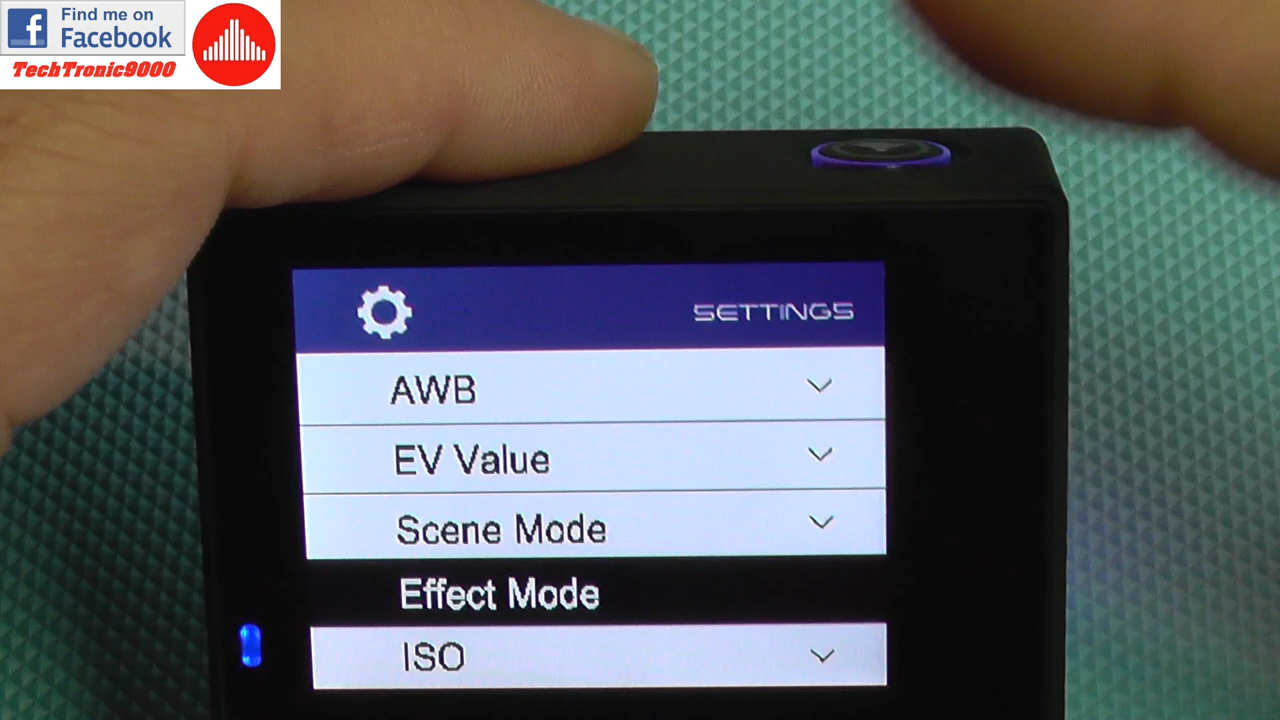 Find me on
Facebook
TechTronic9000
SETTINGS
AWB
EV Value
Scene Mode
Effect Mode
ISO